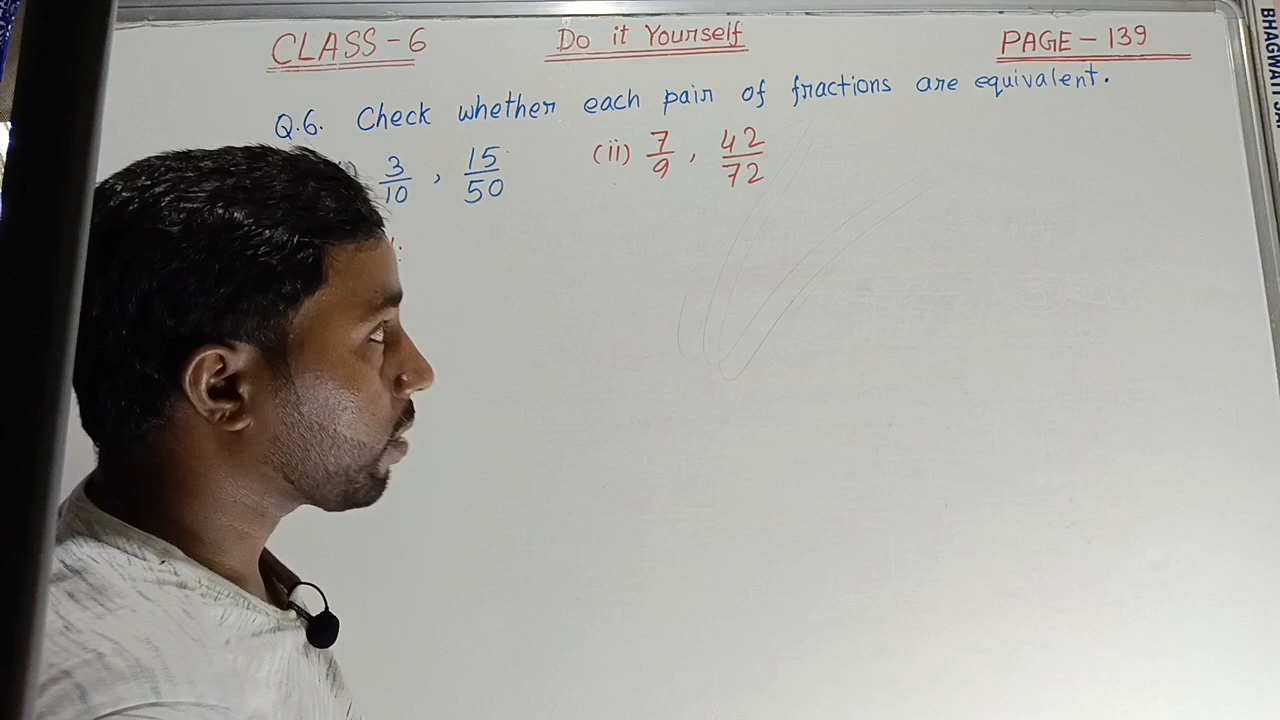 CLASS-6 Do it Yourself PAGE-139
Q.6. Check whether each pair of fractions are equivalent.
3/10 , 15/50 (ii) 7/9 , 42/72